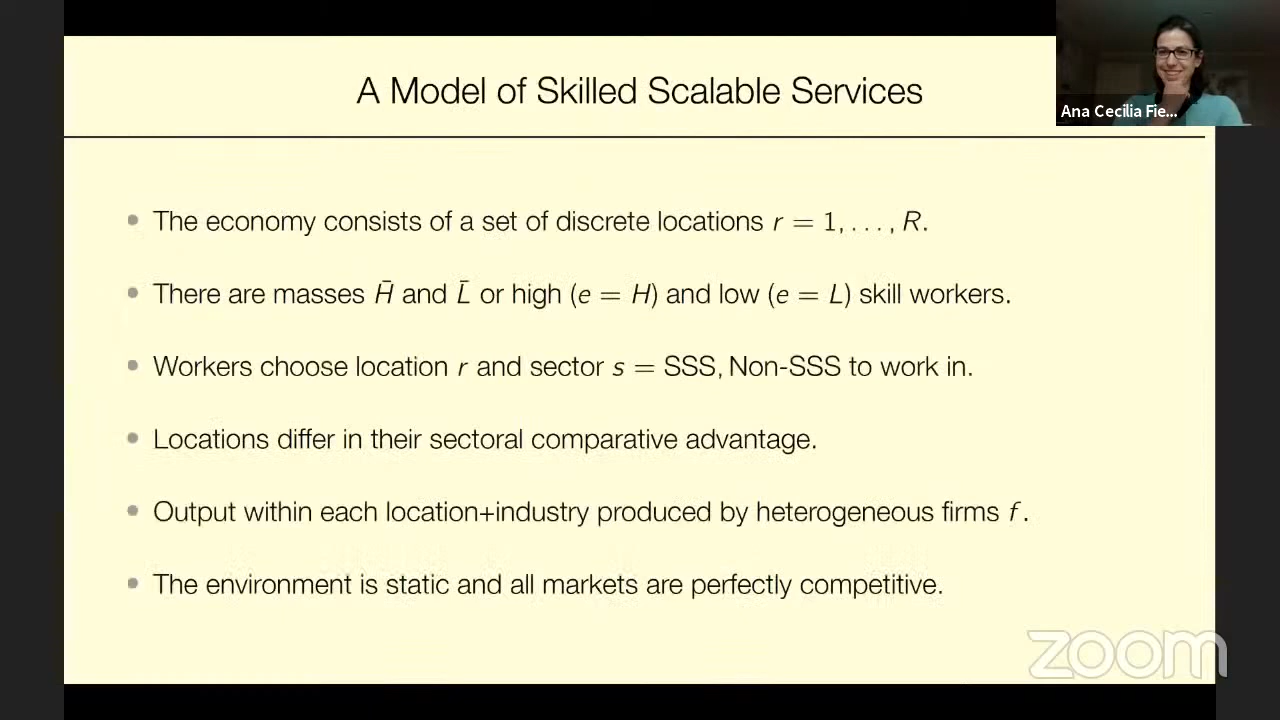 A Model of Skilled Scalable Services
Ana Cecilia Fie...
• The economy consists of a set of discrete locations r = 1, . . . , R.
• There are masses H̄ and L̄ or high (e = H) and low (e = L) skill workers.
• Workers choose location r and sector s = SSS, Non-SSS to work in.
• Locations differ in their sectoral comparative advantage.
• Output within each location+industry produced by heterogeneous firms f.
• The environment is static and all markets are perfectly competitive.
zoom